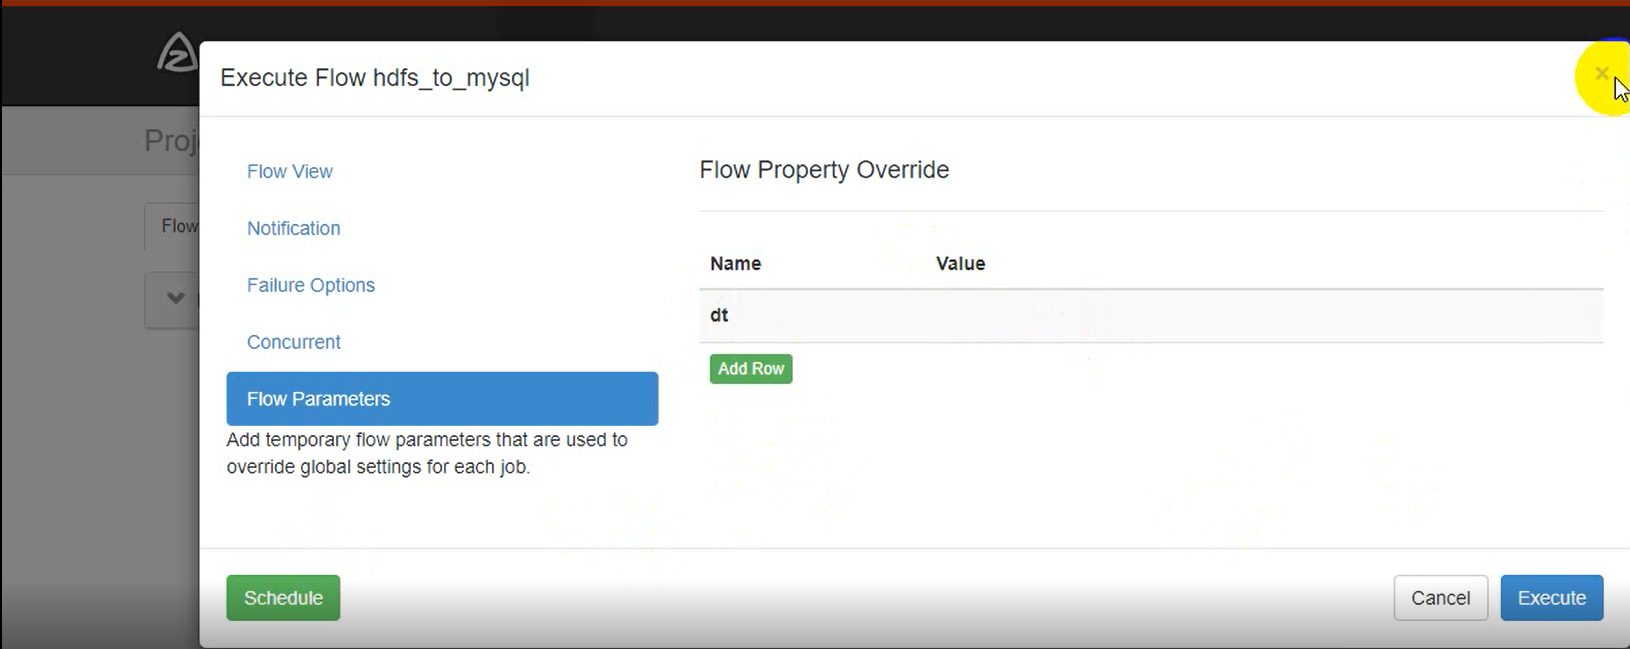 Execute Flow hdfs_to_mysql
×
Proj
Flow View
Flow Property Override
Flow
Notification
Name Value
Failure Options
dt
Concurrent
Add Row
Flow Parameters
Add temporary flow parameters that are used to
override global settings for each job.
Schedule
Cancel
Execute